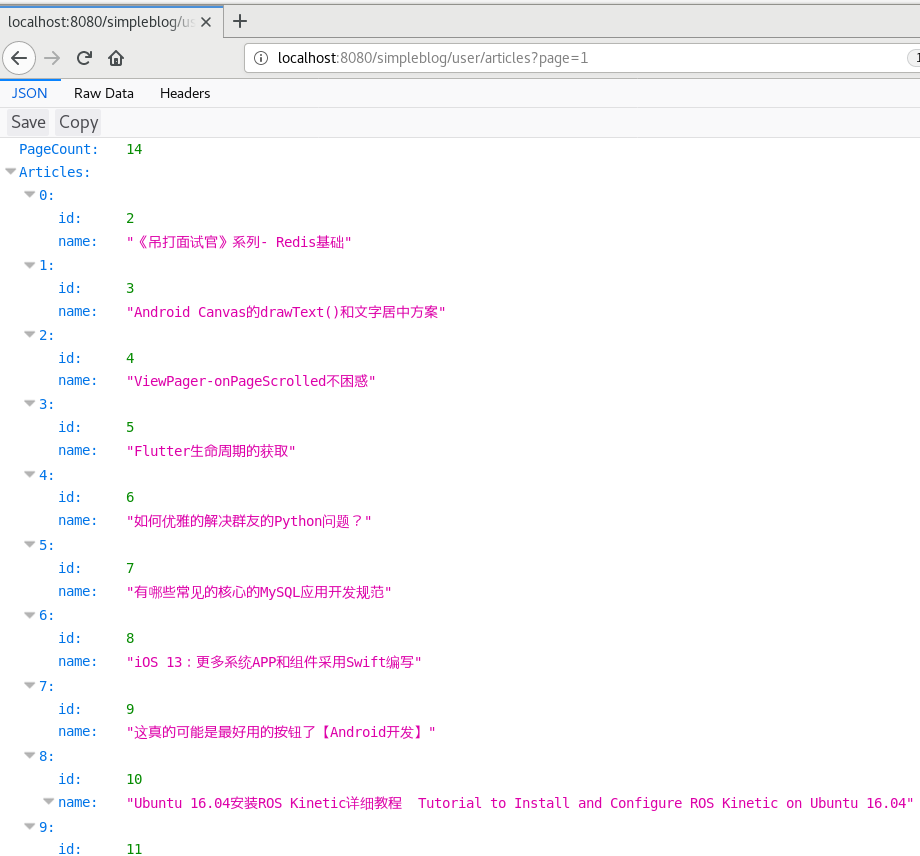 localhost:8080/simpleblog/us
localhost:8080/simpleblog/user/articles?page=1
JSON Raw Data Headers
Save Copy
PageCount: 14
Articles:
0:
id: 2
name: "《吊打面试官》系列- Redis基础"
1:
id: 3
name: "Android Canvas的drawText()和文字居中方案"
2:
id: 4
name: "ViewPager-onPageScrolled不困惑"
3:
id: 5
name: "Flutter生命周期的获取"
4:
id: 6
name: "如何优雅的解决群友的Python问题？"
5:
id: 7
name: "有哪些常见的核心的MySQL应用开发规范"
6:
id: 8
name: "iOS 13：更多系统APP和组件采用Swift编写"
7:
id: 9
name: "这真的可能是最好用的按钮了【Android开发】"
8:
id: 10
name: "Ubuntu 16.04安装ROS Kinetic详细教程  Tutorial to Install and Configure ROS Kinetic on Ubuntu 16.04"
9:
id: 11